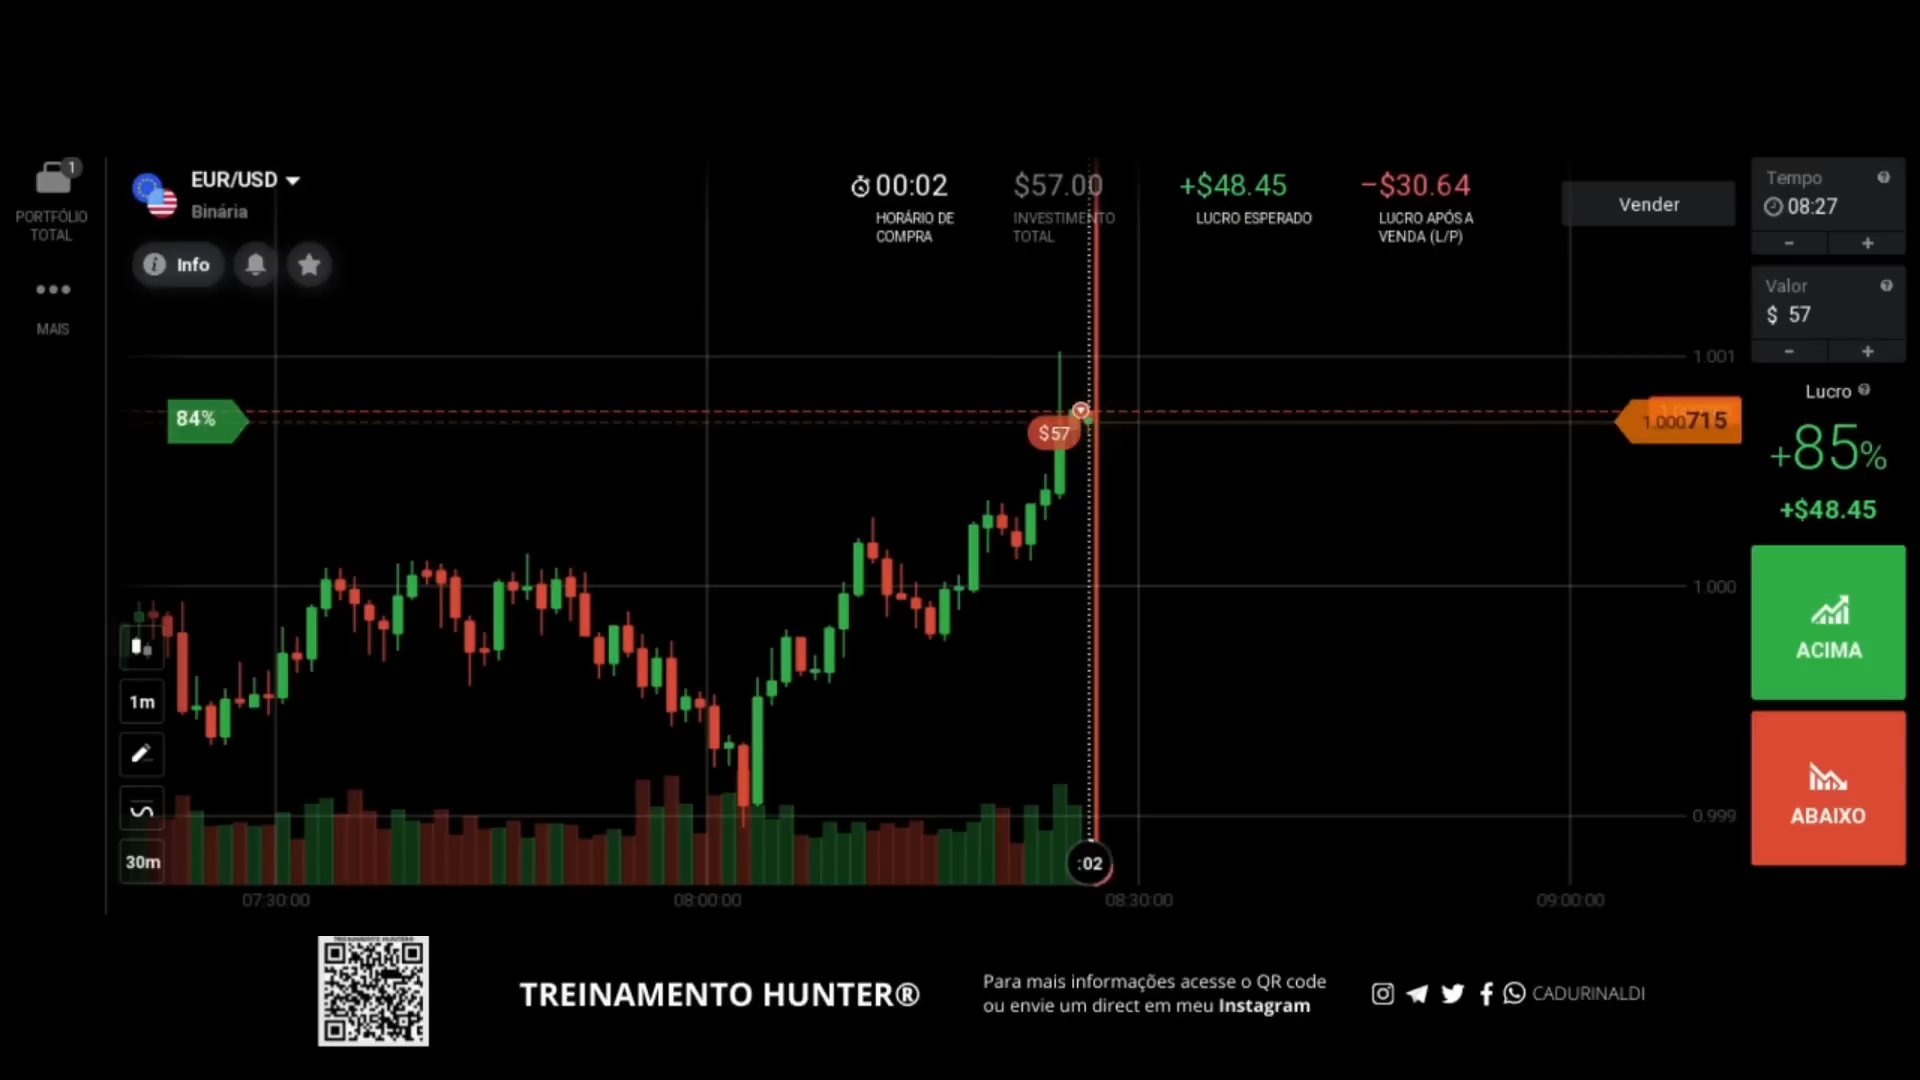 1
PORTFÓLIO
TOTAL
MAIS
EUR/USD
Binária
Info
00:02
HORÁRIO DE
COMPRA
$57.00
INVESTIMENTO
TOTAL
+$48.45
LUCRO ESPERADO
−$30.64
LUCRO APÓS A
VENDA (L/P)
Vender
Tempo
08:27
- +
Valor
$ 57
- +
Lucro
+85%
+$48.45
ACIMA
ABAIXO
1.001
84%
$57
1.000715
1.000
0.999
1m
30m
:02
07:30:00
08:00:00
08:30:00
09:00:00
TREINAMENTO HUNTER®
Para mais informações acesse o QR code
ou envie um direct em meu Instagram
CADURINALDI